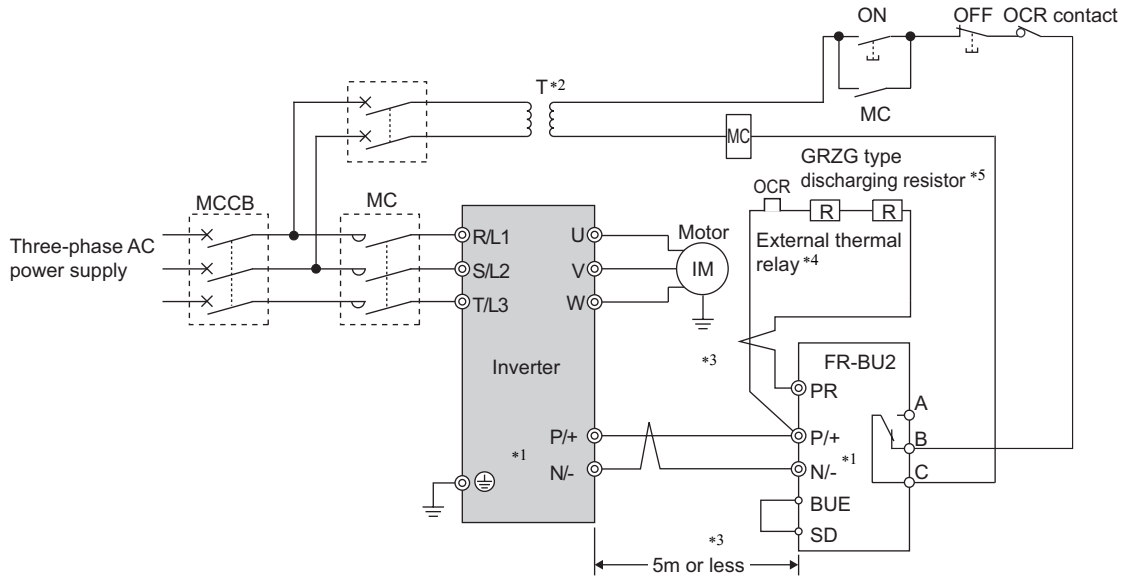 ON
OFF
OCR contact
T*2
MC
MC
GRZG type
discharging resistor *5
OCR
R
R
External thermal
relay *4
MCCB
MC
Three-phase AC
power supply
R/L1
S/L2
T/L3
U
V
W
Motor
IM
Inverter
*3
FR-BU2
PR
A
B
C
P/+
N/-
*1
P/+
N/-
*1
BUE
SD
*3
5m or less